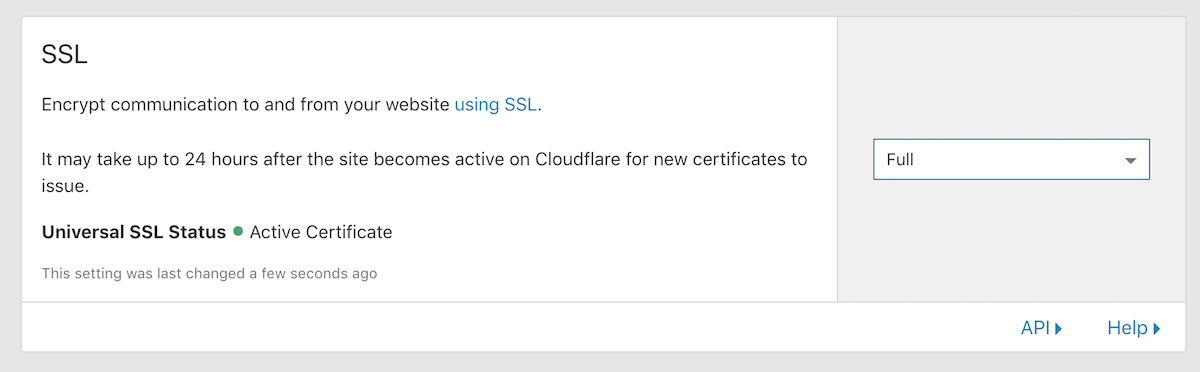 SSL
Encrypt communication to and from your website using SSL.
It may take up to 24 hours after the site becomes active on Cloudflare for new certificates to
issue.
Full
Universal SSL Status ● Active Certificate
This setting was last changed a few seconds ago
API
Help